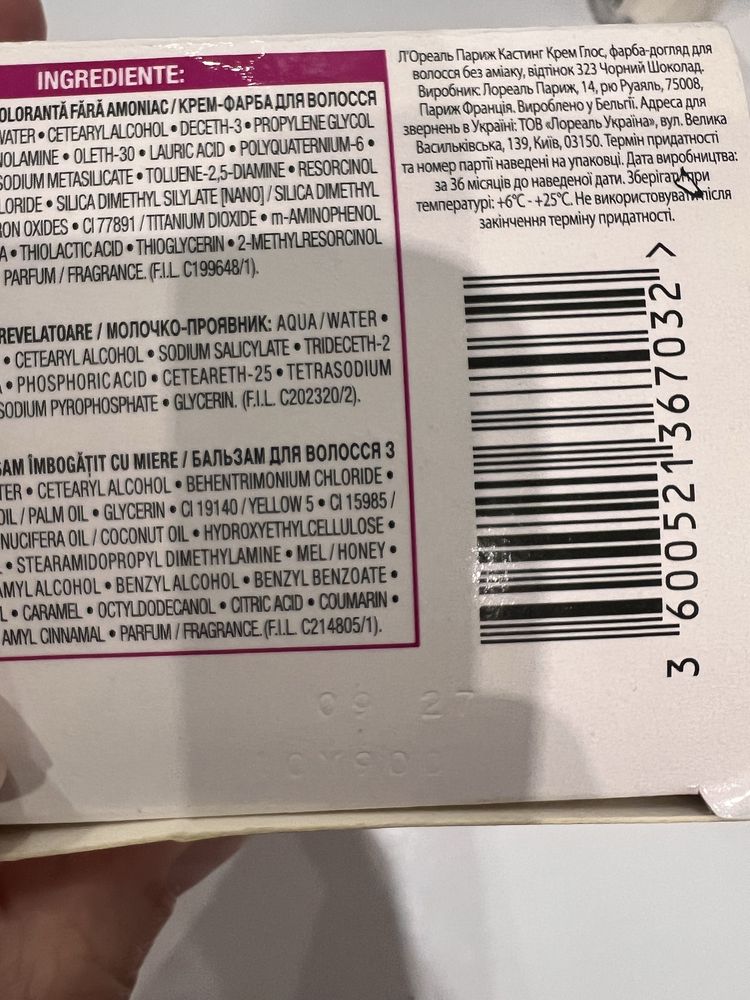 INGREDIENTE:
OLORANTĂ FĂRĂ AMONIAC / КРЕМ-ФАРБА ДЛЯ ВОЛОССЯ
WATER • CETEARYL ALCOHOL • DECETH-3 • PROPYLENE GLYCOL
NOLAMINE • OLETH-30 • LAURIC ACID • POLYQUATERNIUM-6 •
SODIUM METASILICATE • TOLUENE-2,5-DIAMINE • RESORCINOL
LORIDE • SILICA DIMETHYL SILYLATE [NANO] / SILICA DIMETHYL
RON OXIDES • CI 77891 / TITANIUM DIOXIDE • m-AMINOPHENOL
A • THIOLACTIC ACID • THIOGLYCERIN • 2-METHYLRESORCINOL
PARFUM / FRAGRANCE. (F.I.L. C199648/1).
REVELATOARE / МОЛОЧКО-ПРОЯВНИК: AQUA / WATER •
• CETEARYL ALCOHOL • SODIUM SALICYLATE • TRIDECETH-2
A • PHOSPHORIC ACID • CETEARETH-25 • TETRASODIUM
SODIUM PYROPHOSPHATE • GLYCERIN. (F.I.L. C202320/2).
SAM ÎMBOGĂȚIT CU MIERE / БАЛЬЗАМ ДЛЯ ВОЛОССЯ З
TER • CETEARYL ALCOHOL • BEHENTRIMONIUM CHLORIDE •
OIL / PALM OIL • GLYCERIN • CI 19140 / YELLOW 5 • CI 15985 /
NUCIFERA OIL / COCONUT OIL • HYDROXYETHYLCELLULOSE •
L • STEARAMIDOPROPYL DIMETHYLAMINE • MEL / HONEY •
AMYL ALCOHOL • BENZYL ALCOHOL • BENZYL BENZOATE •
L • CARAMEL • OCTYLDODECANOL • CITRIC ACID • COUMARIN •
AMYL CINNAMAL • PARFUM / FRAGRANCE. (F.I.L. C214805/1).
Л'Ореаль Париж Кастинг Крем Глос, фарба-догляд для
волосся без аміаку, відтінок 323 Чорний Шоколад.
Виробник: Лореаль Париж, 14, рю Руаяль, 75008,
Париж Франція. Вироблено у Бельгії. Адреса для
звернень в Україні: ТОВ «Лореаль Україна», вул. Велика
Васильківська, 139, Київ, 03150. Термін придатності
та номер партії наведені на упаковці. Дата виробництва:
за 36 місяців до наведеної дати. Зберігати при
температурі: +6°C - +25°C. Не використовувати після
закінчення терміну придатності.
3 600521 367032 >
09 27